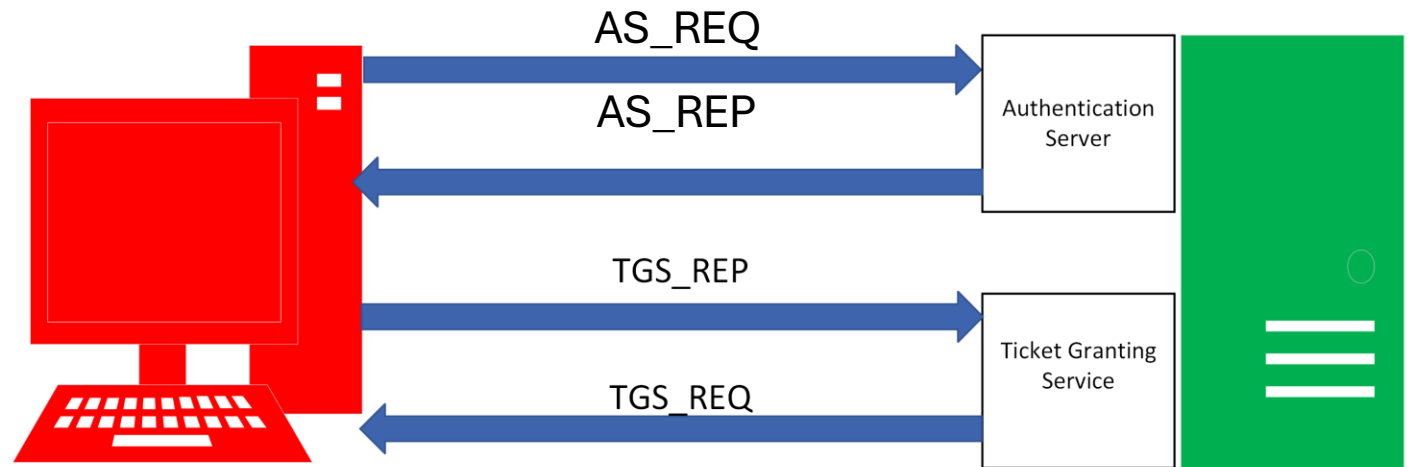 AS_REQ
AS_REP
Authentication
Server
TGS_REP
Ticket Granting
Service
TGS_REQ